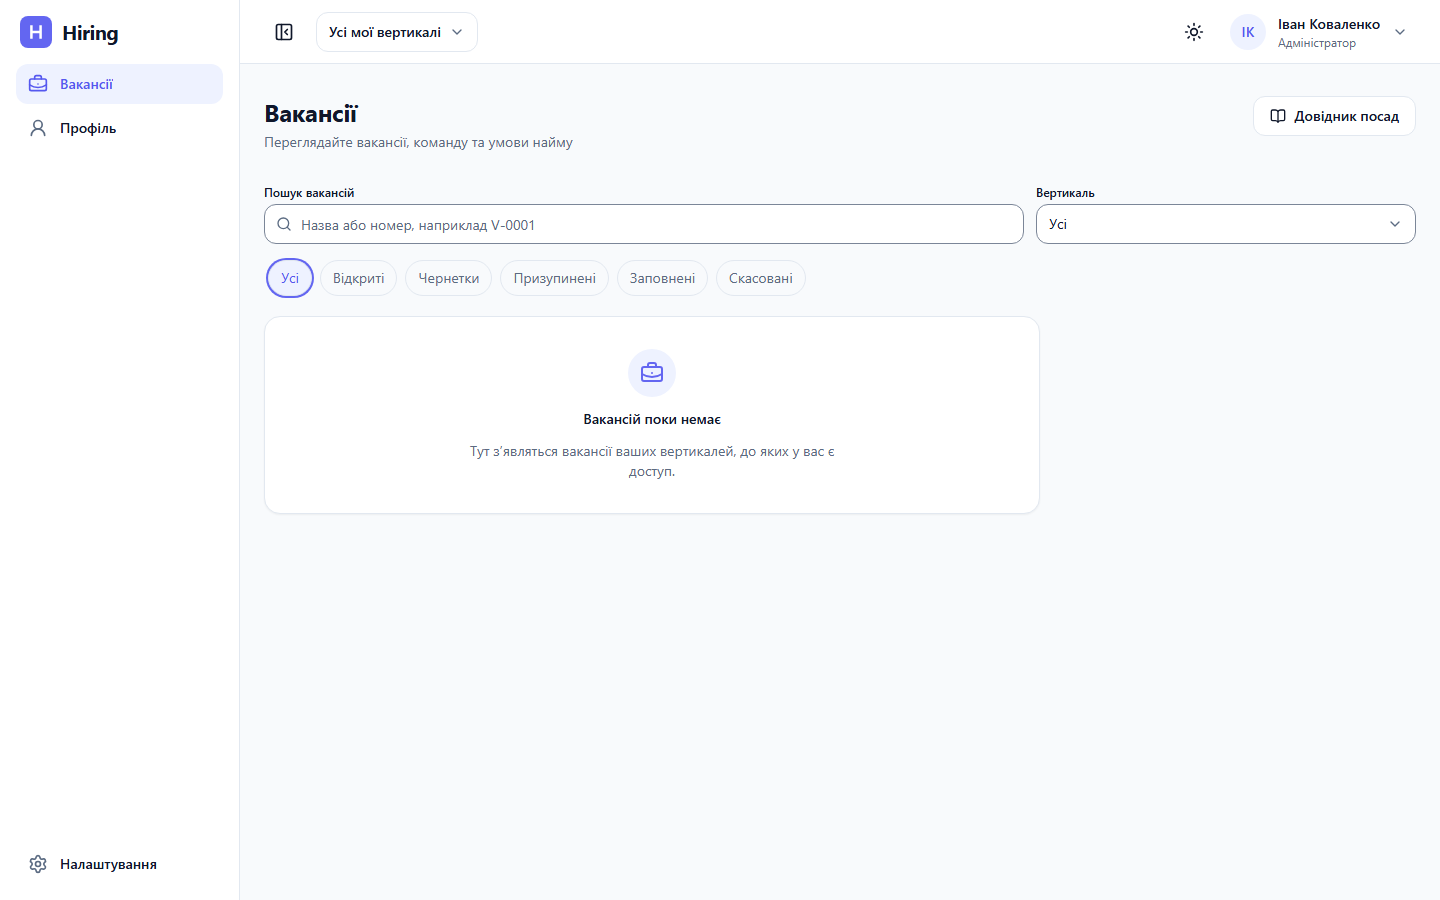 H Hiring
Вакансії
Профіль
Налаштування
Усі мої вертикалі
ІК
Іван Коваленко
Адміністратор
Вакансії
Переглядайте вакансії, команду та умови найму
Довідник посад
Пошук вакансій
Назва або номер, наприклад V-0001
Вертикаль
Усі
Усі Відкриті Чернетки Призупинені Заповнені Скасовані
Вакансій поки немає
Тут з’являться вакансії ваших вертикалей, до яких у вас є
доступ.